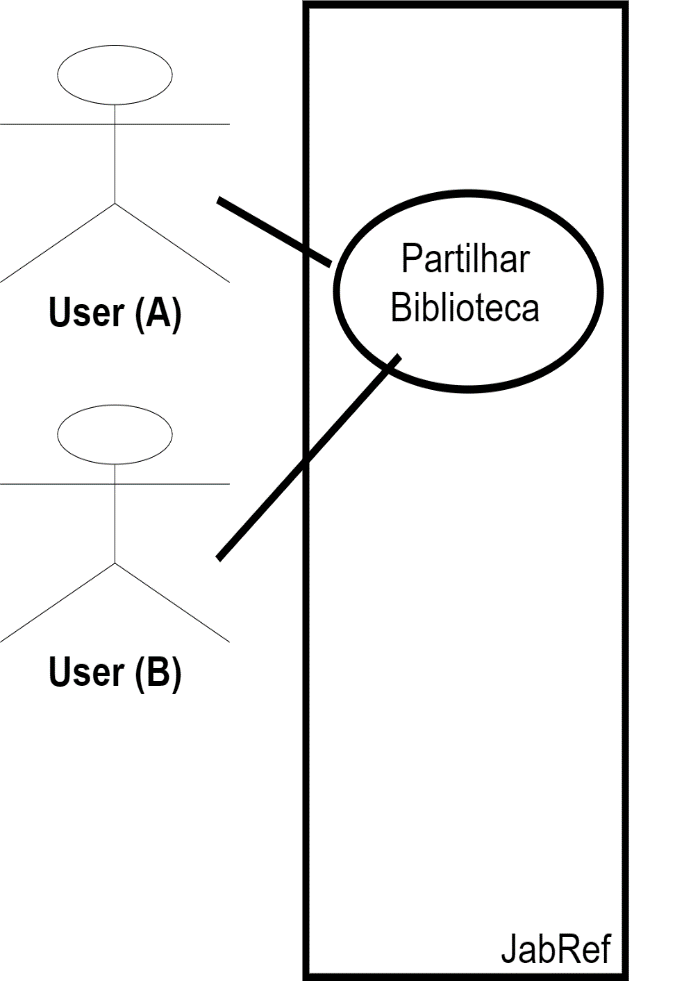 User (A)
Partilhar
Biblioteca
User (B)
JabRef